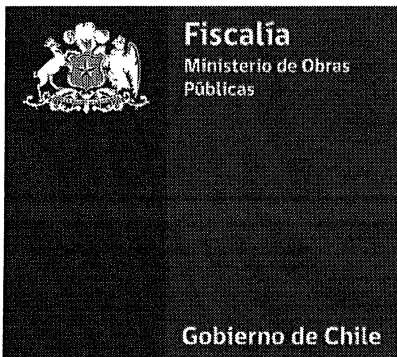 Fiscalía
Ministerio de Obras
Públicas
Gobierno de Chile